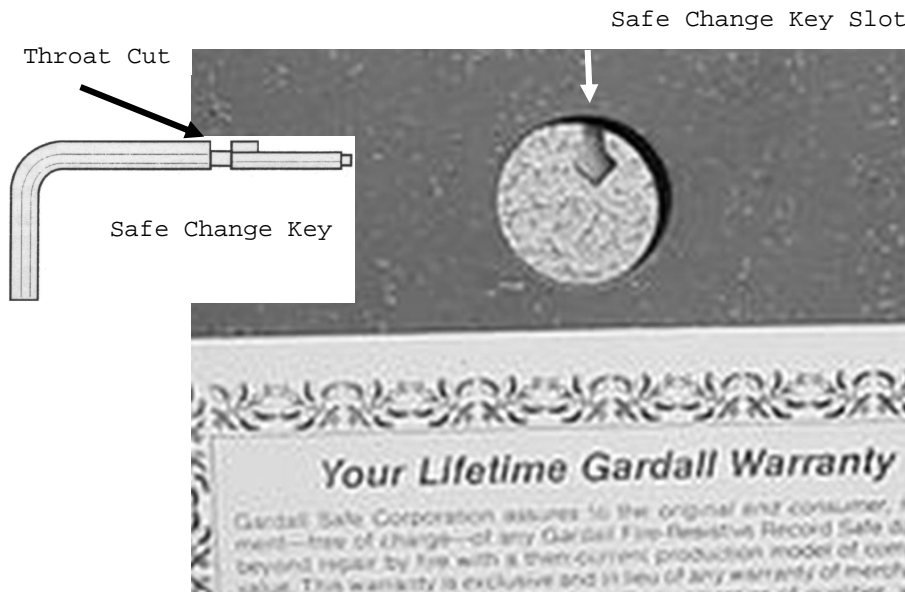 Safe Change Key Slot
Throat Cut
Safe Change Key
Your Lifetime Gardall Warranty
Gardall Safe Corporation assures to the original end consumer,
ment—free of charge—of any Gardall Fire-Resistive Record Safe
beyond repair by fire with a then-current production model of
value. This warranty is exclusive and in lieu of any warranty of